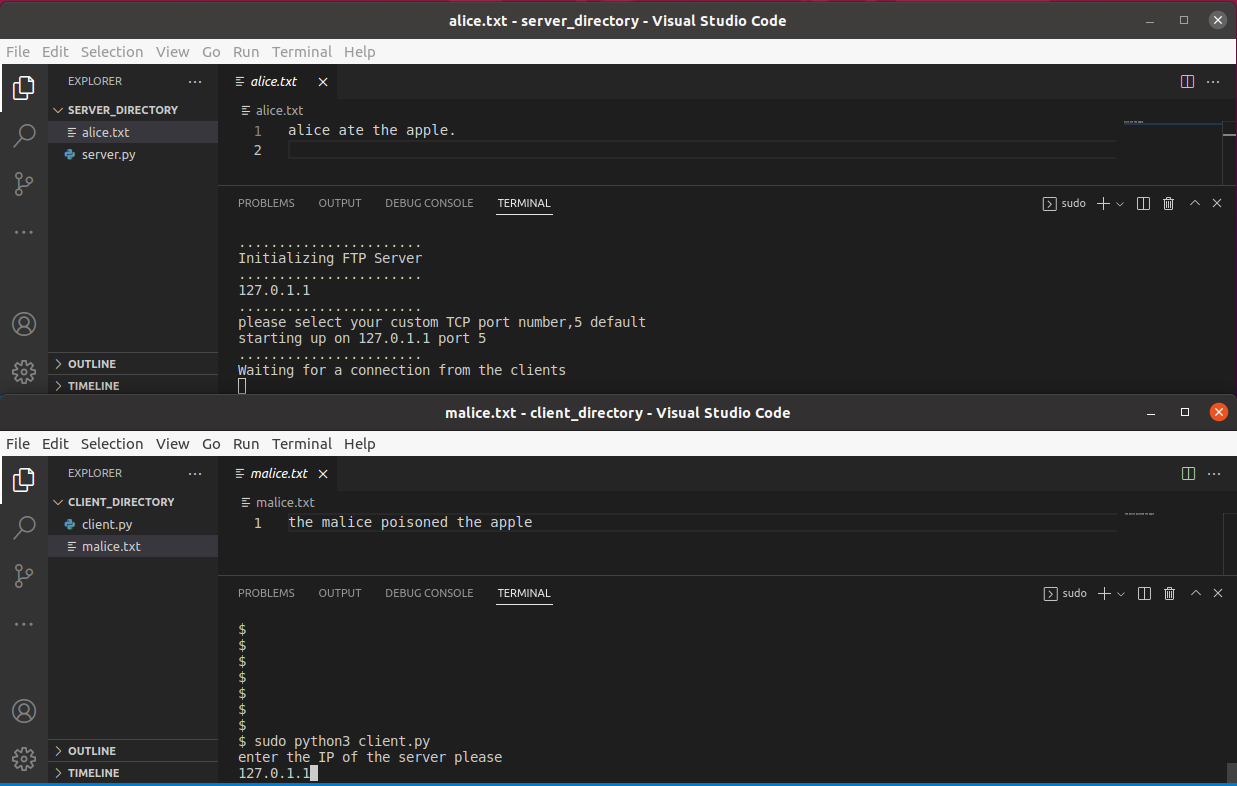 alice.txt - server_directory - Visual Studio Code
File Edit Selection View Go Run Terminal Help
EXPLORER
SERVER_DIRECTORY
alice.txt
server.py
OUTLINE
TIMELINE
alice.txt
alice.txt
1 alice ate the apple.
2
PROBLEMS OUTPUT DEBUG CONSOLE TERMINAL
sudo
.......................
Initializing FTP Server
.......................
127.0.1.1
.......................
please select your custom TCP port number,5 default
starting up on 127.0.1.1 port 5
.......................
Waiting for a connection from the clients
malice.txt - client_directory - Visual Studio Code
File Edit Selection View Go Run Terminal Help
EXPLORER
CLIENT_DIRECTORY
client.py
malice.txt
OUTLINE
TIMELINE
malice.txt
malice.txt
1 the malice poisoned the apple
PROBLEMS OUTPUT DEBUG CONSOLE TERMINAL
sudo
$
$
$
$
$
$
$
$ sudo python3 client.py
enter the IP of the server please
127.0.1.1